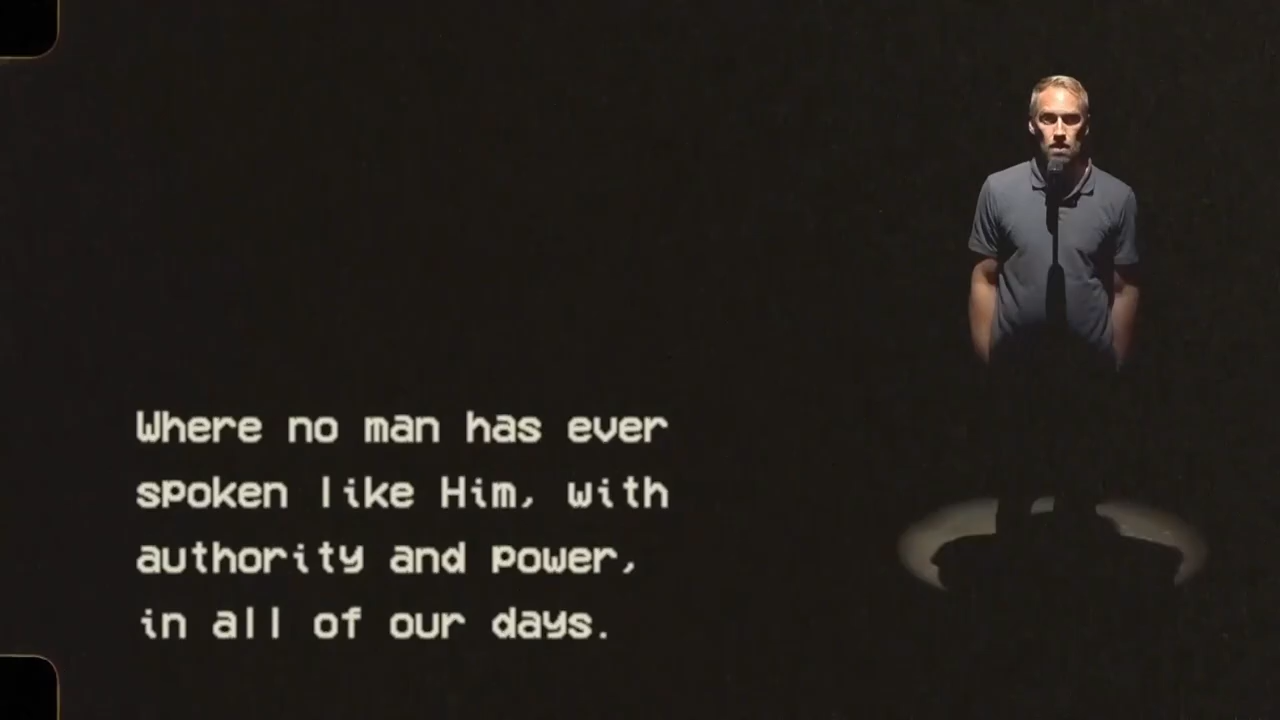 Where no man has ever
spoken like Him, with
authority and power,
in all of our days.